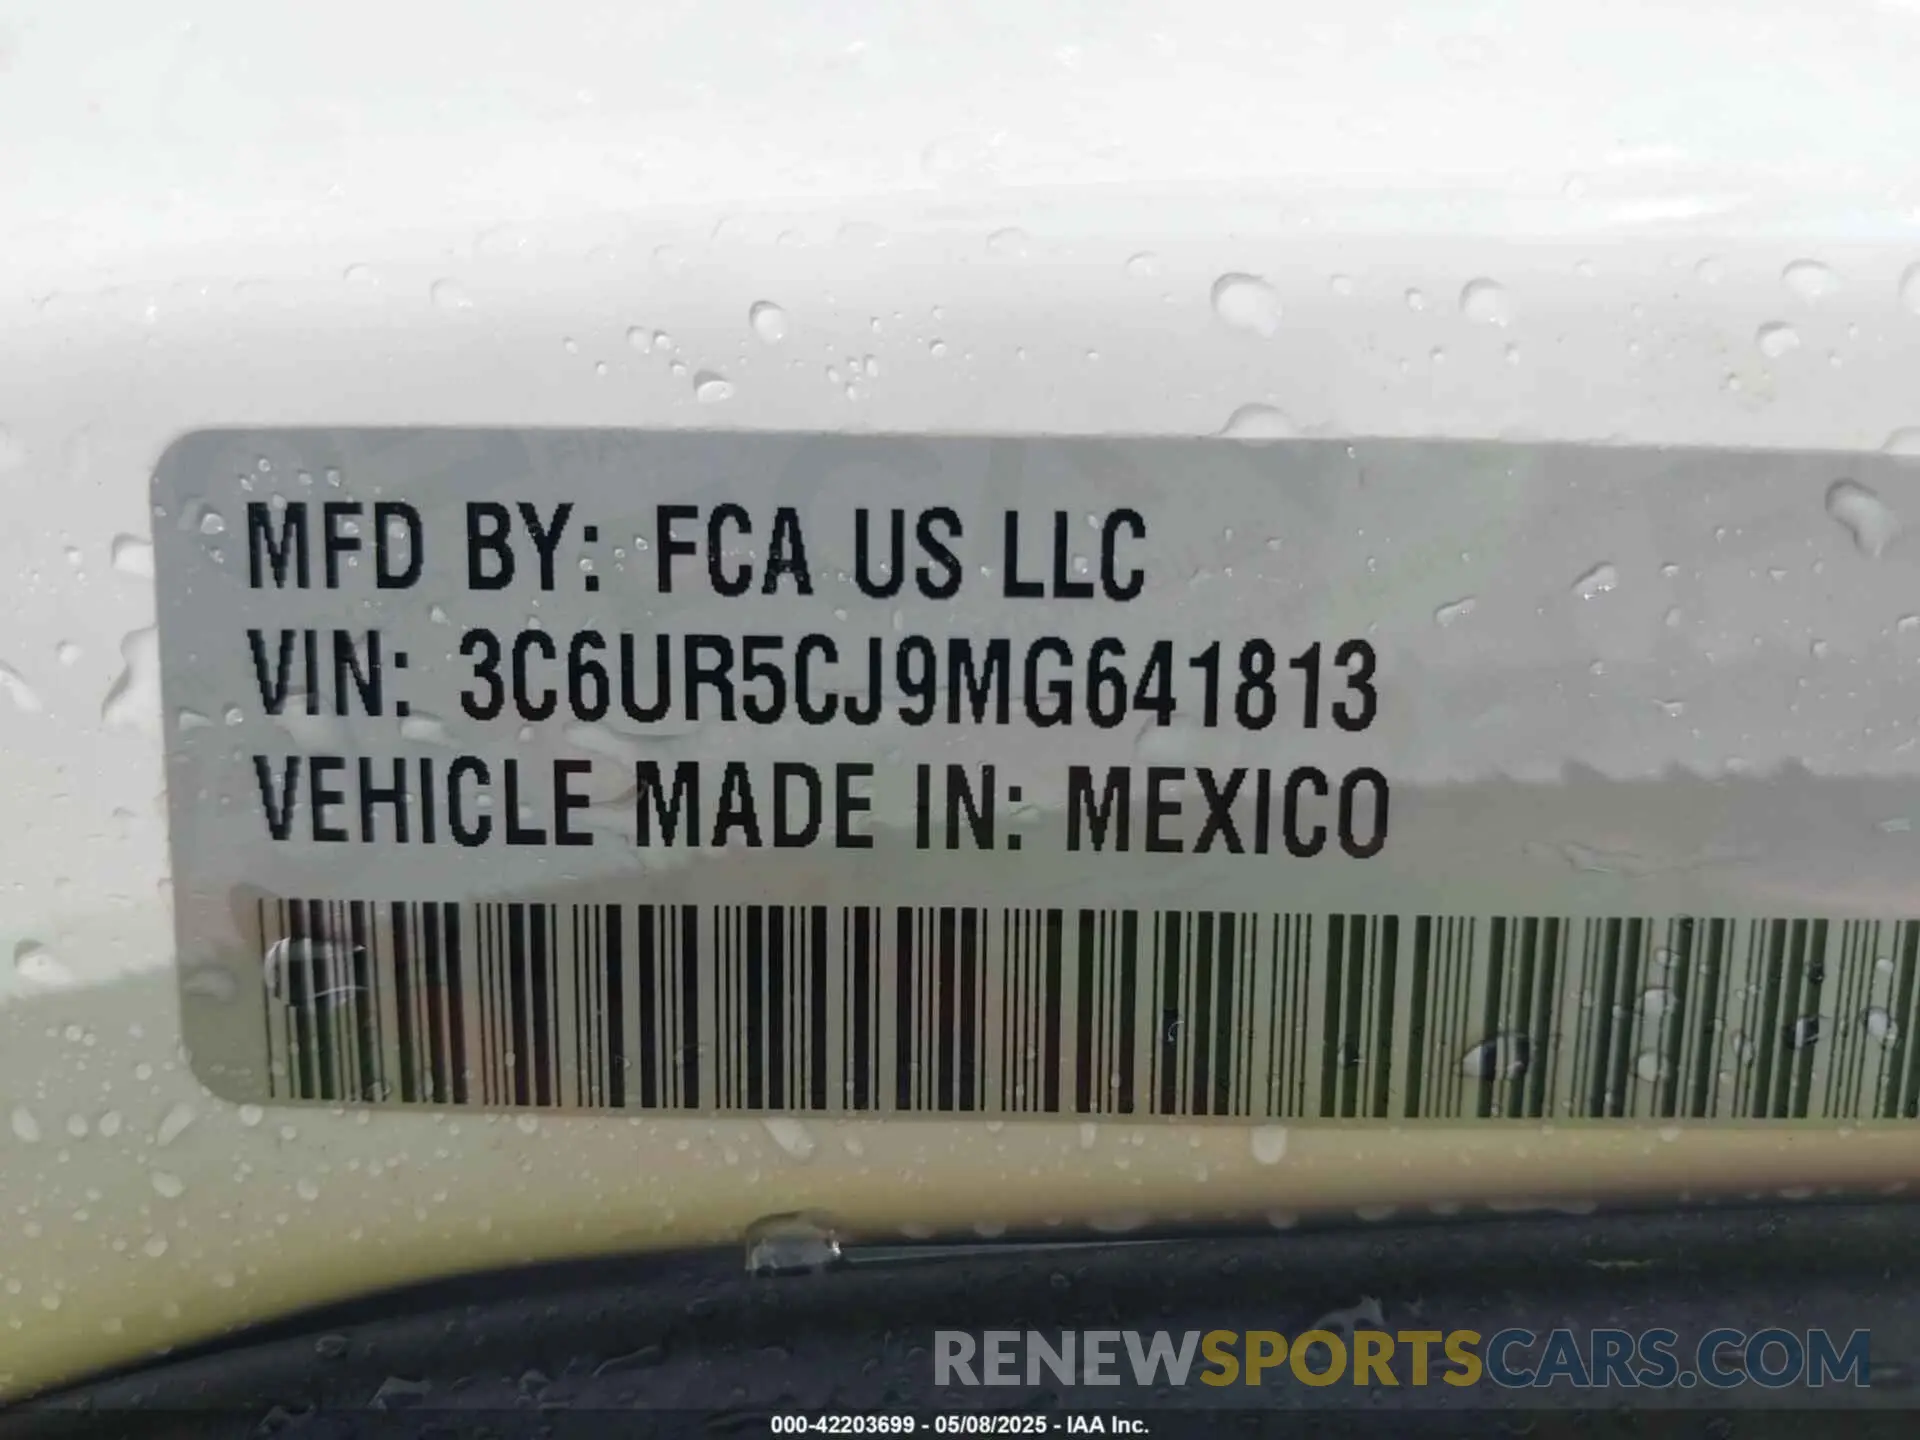 MFD BY: FCA US LLC
VIN: 3C6UR5CJ9MG641813
VEHICLE MADE IN: MEXICO
RENEWSPORTSCARS.COM
000-42203699 - 05/08/2025 - IAA Inc.